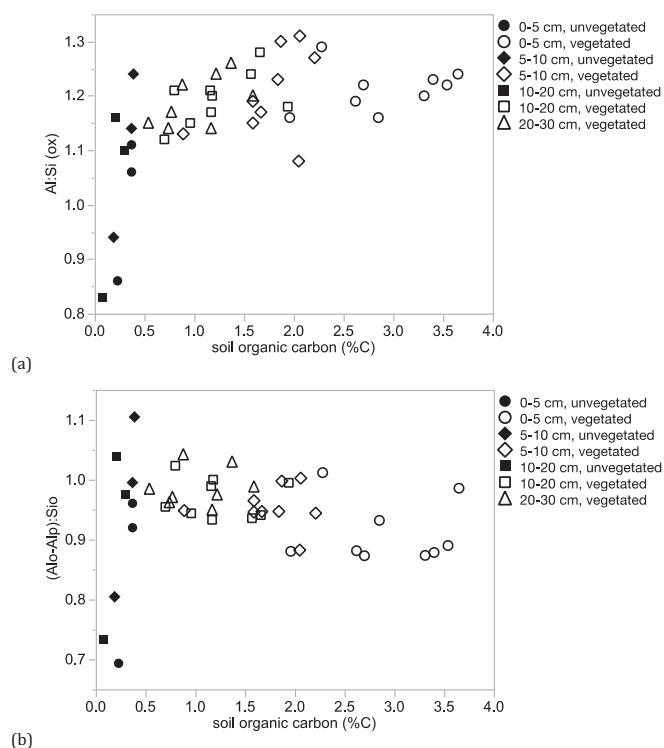 1.3
1.2
1.1
1.0
0.9
0.8
Al:Si (ox)
0.0 0.5 1.0 1.5 2.0 2.5 3.0 3.5 4.0
soil organic carbon (%C)
0-5 cm, unvegetated
0-5 cm, vegetated
5-10 cm, unvegetated
5-10 cm, vegetated
10-20 cm, unvegetated
10-20 cm, vegetated
20-30 cm, vegetated
(a)
1.1
1.0
0.9
0.8
0.7
(Alo-Alp):Sio
0.0 0.5 1.0 1.5 2.0 2.5 3.0 3.5 4.0
soil organic carbon (%C)
0-5 cm, unvegetated
0-5 cm, vegetated
5-10 cm, unvegetated
5-10 cm, vegetated
10-20 cm, unvegetated
10-20 cm, vegetated
20-30 cm, vegetated
(b)